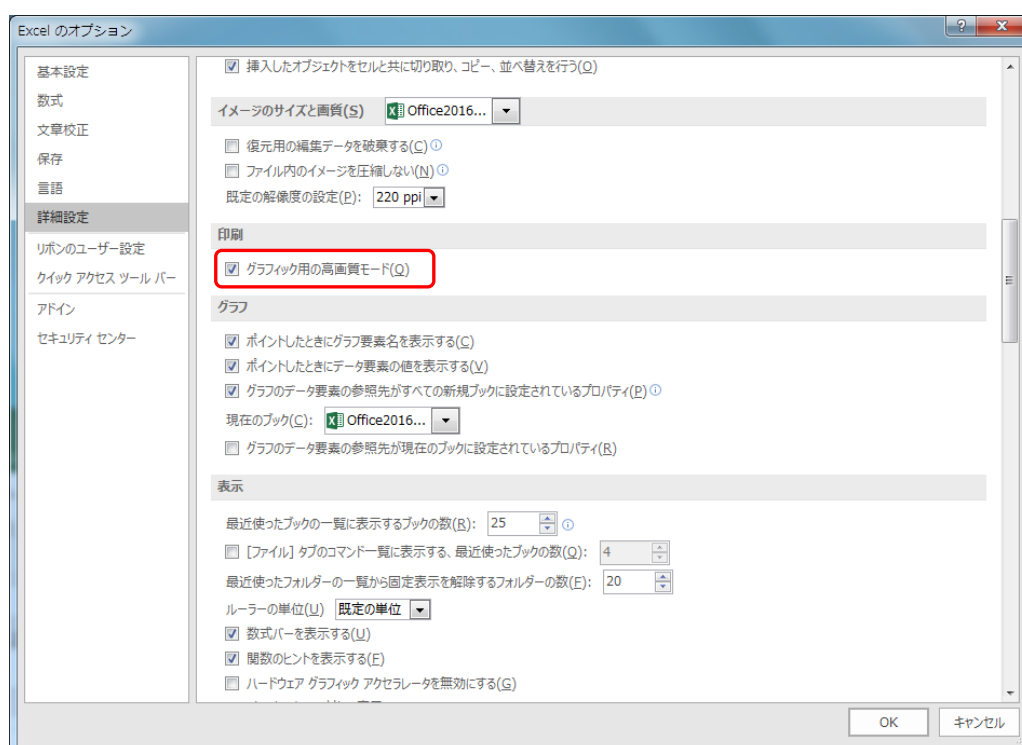 Excel のオプション
基本設定
数式
文章校正
保存
言語
詳細設定
リボンのユーザー設定
クイック アクセス ツール バー
アドイン
セキュリティ センター
挿入したオブジェクトをセルと共に切り取り、コピー、並べ替えを行う(O)
イメージのサイズと画質(S) Office2016...
復元用の編集データを破棄する(C)
ファイル内のイメージを圧縮しない(N)
既定の解像度の設定(P): 220 ppi
印刷
グラフィック用の高画質モード(Q)
グラフ
ポイントしたときにグラフ要素名を表示する(C)
ポイントしたときにデータ要素の値を表示する(V)
グラフのデータ要素の参照先がすべての新規ブックに設定されているプロパティ(P)
現在のブック(C): Office2016...
グラフのデータ要素の参照先が現在のブックに設定されているプロパティ(R)
表示
最近使ったブックの一覧に表示するブックの数(R): 25
[ファイル] タブのコマンド一覧に表示する、最近使ったブックの数(Q): 4
最近使ったフォルダーの一覧から固定表示を解除するフォルダーの数(F): 20
ルーラーの単位(U) 既定の単位
数式バーを表示する(U)
関数のヒントを表示する(F)
ハードウェア グラフィック アクセラレータを無効にする(G)
OK
キャンセル